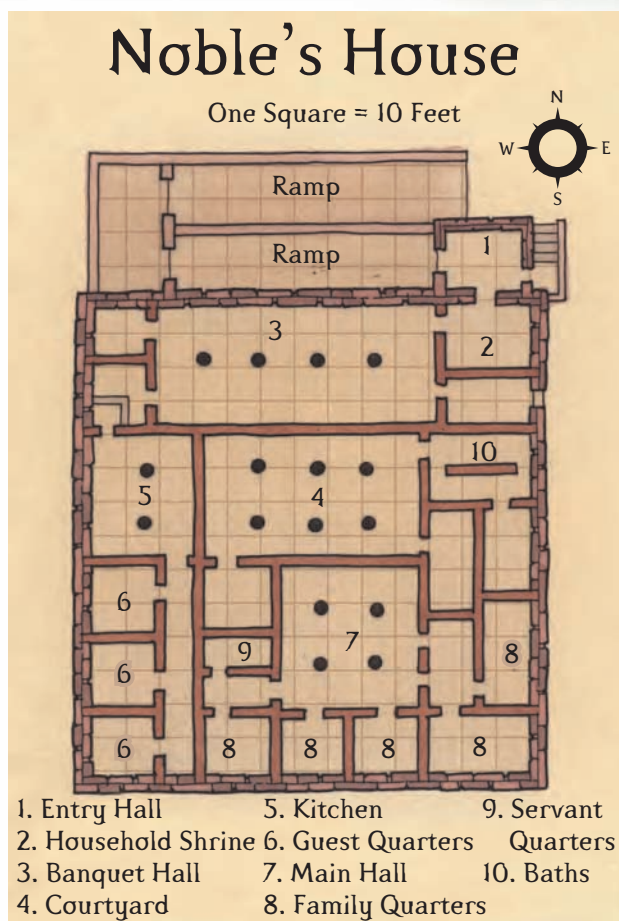 Noble's House
One Square = 10 Feet
N
W E
S
Ramp
Ramp
1
3
2
10
5
4
6
9
7
8
6
6
8
8
8
8
1. Entry Hall
2. Household Shrine
3. Banquet Hall
4. Courtyard
5. Kitchen
6. Guest Quarters
7. Main Hall
8. Family Quarters
9. Servant
Quarters
10. Baths